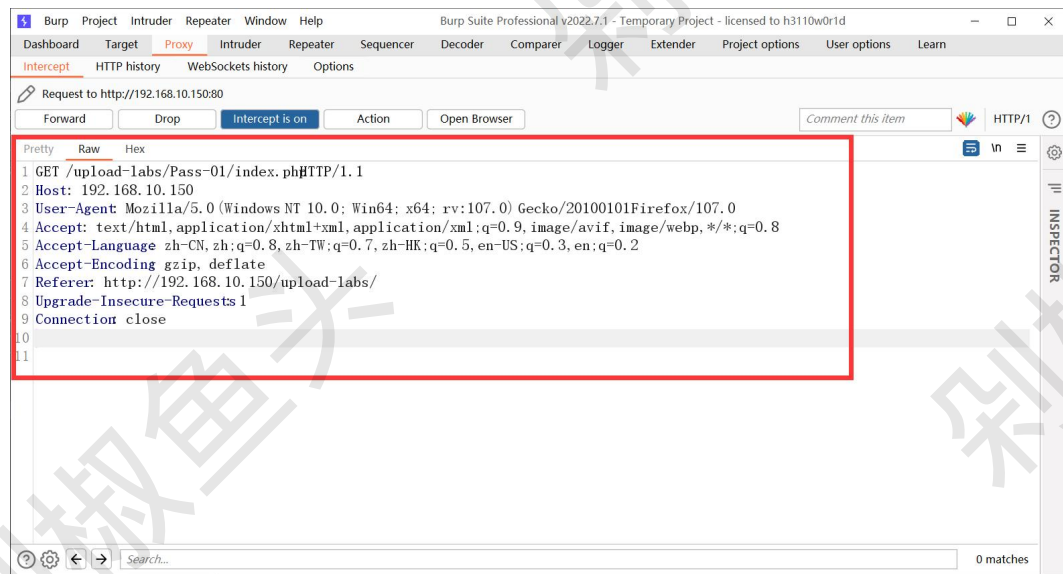 Burp Project Intruder Repeater Window Help Burp Suite Professional v2022.7.1 - Temporary Project - licensed to h3110w0r1d
Dashboard Target Proxy Intruder Repeater Sequencer Decoder Comparer Logger Extender Project options User options Learn
Intercept HTTP history WebSockets history Options
Request to http://192.168.10.150:80
Forward Drop Intercept is on Action Open Browser Comment this item HTTP/1
Pretty Raw Hex \n
1 GET /upload-labs/Pass-01/index.php HTTP/1.1
2 Host: 192.168.10.150
3 User-Agent: Mozilla/5.0 (Windows NT 10.0; Win64; x64; rv:107.0) Gecko/20100101 Firefox/107.0
4 Accept: text/html,application/xhtml+xml,application/xml;q=0.9,image/avif,image/webp,*/*;q=0.8
5 Accept-Language: zh-CN,zh;q=0.8,zh-TW;q=0.7,zh-HK;q=0.5,en-US;q=0.3,en;q=0.2
6 Accept-Encoding: gzip, deflate
7 Referer: http://192.168.10.150/upload-labs/
8 Upgrade-Insecure-Requests: 1
9 Connection: close
10
11
INSPECTOR
Search... 0 matches
剁椒鱼头